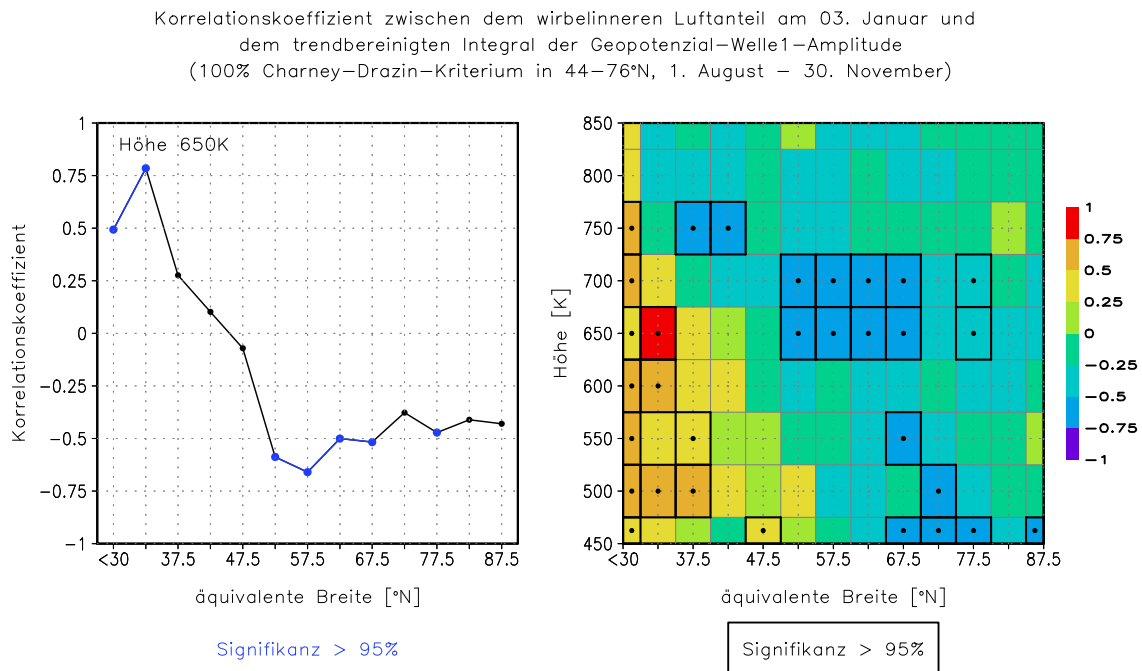 Korrelationskoeffizient zwischen dem wirbelinneren Luftanteil am 03. Januar und
dem trendbereinigten Integral der Geopotenzial–Welle1–Amplitude
(100% Charney–Drazin–Kriterium in 44–76°N, 1. August – 30. November)
Höhe 650K
Korrelationskoeffizient
1
0.75
0.5
0.25
0
−0.25
−0.5
−0.75
−1
<30 37.5 47.5 57.5 67.5 77.5 87.5
äquivalente Breite [°N]
Signifikanz > 95%
Höhe [K]
850
800
750
700
650
600
550
500
450
<30 37.5 47.5 57.5 67.5 77.5 87.5
äquivalente Breite [°N]
Signifikanz > 95%
1
0.75
0.5
0.25
0
−0.25
−0.5
−0.75
−1